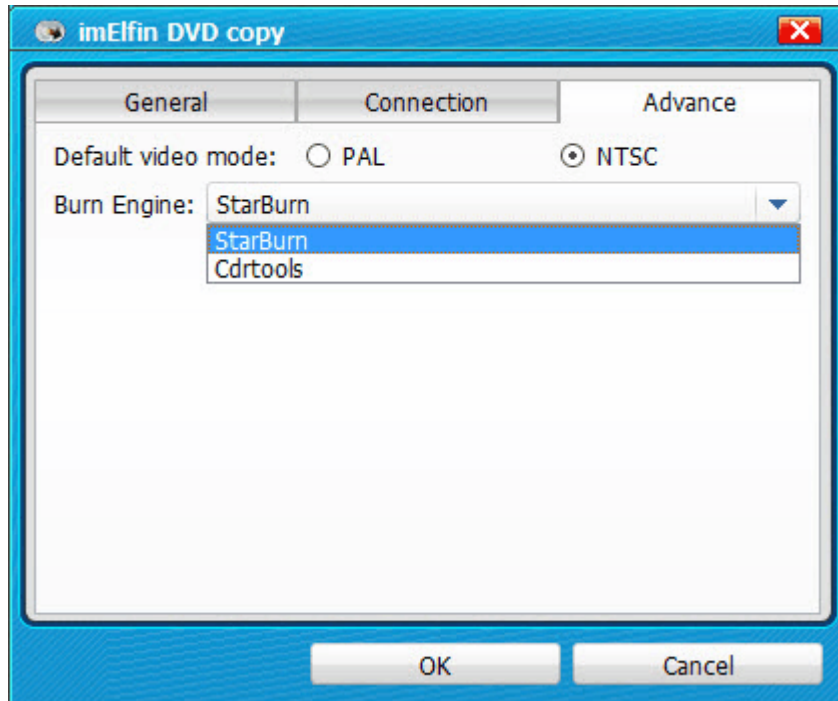 imElfin DVD copy
General Connection Advance
Default video mode: PAL NTSC
Burn Engine: StarBurn
StarBurn
Cdrtools
OK Cancel